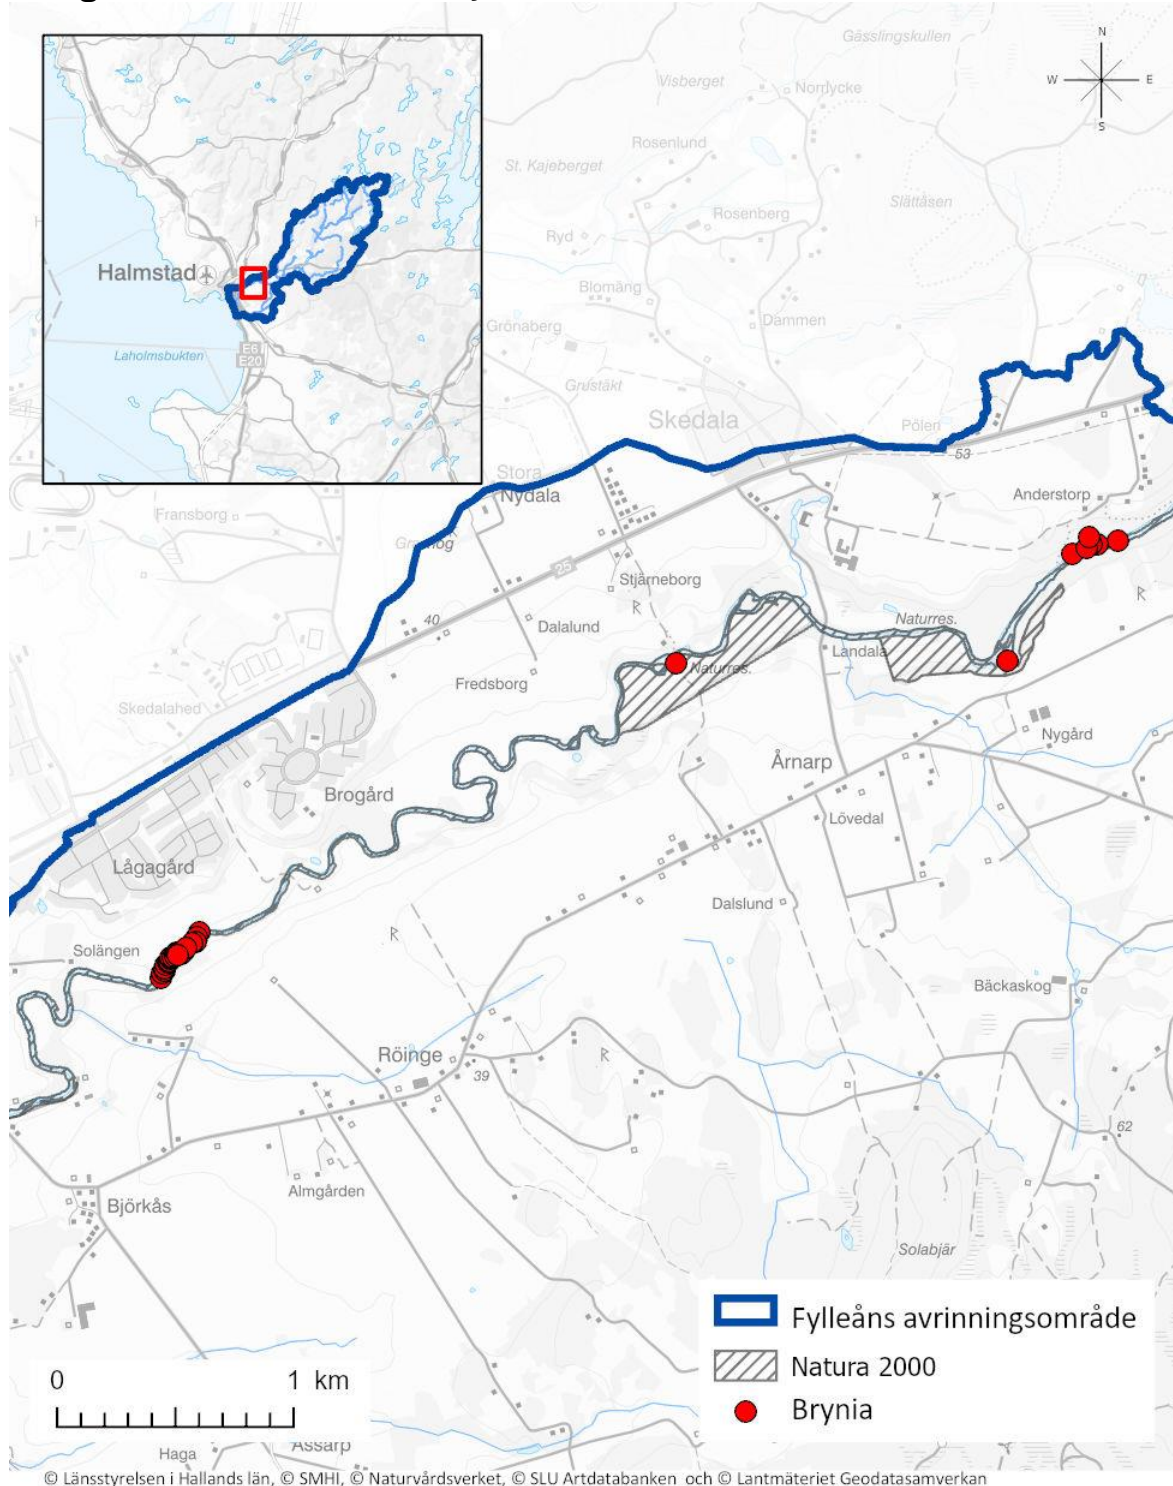 Gässlingskullen
N
W E
S
Visberget
Norrlycke
Rosenlund
St. Kajeberget
Slättåsen
Rosenberg
Ryd
Halmstad
Blomäng
Dammen
Grönaberg
E6
E20
Laholmsbukten
Grustäkt
Skedala
Pölen
53
Stora
Nydala
Anderstorp
Fransborg
25
Stjärneborg
40
Dalalund
Naturres.
Landala
Naturres.
Fredsborg
Skedalahed
Nygård
Årnarp
Brogård
Lövedal
Lågagård
Dalslund
Solängen
Bäckaskog
Röinge
39
62
Almgården
Björkås
Solabjär
Fylleåns avrinningsområde
Natura 2000
Brynia
0 1 km
Haga
Assarp
© Länsstyrelsen i Hallands län, © SMHI, © Naturvårdsverket, © SLU Artdatabanken och © Lantmäteriet Geodatasamverkan